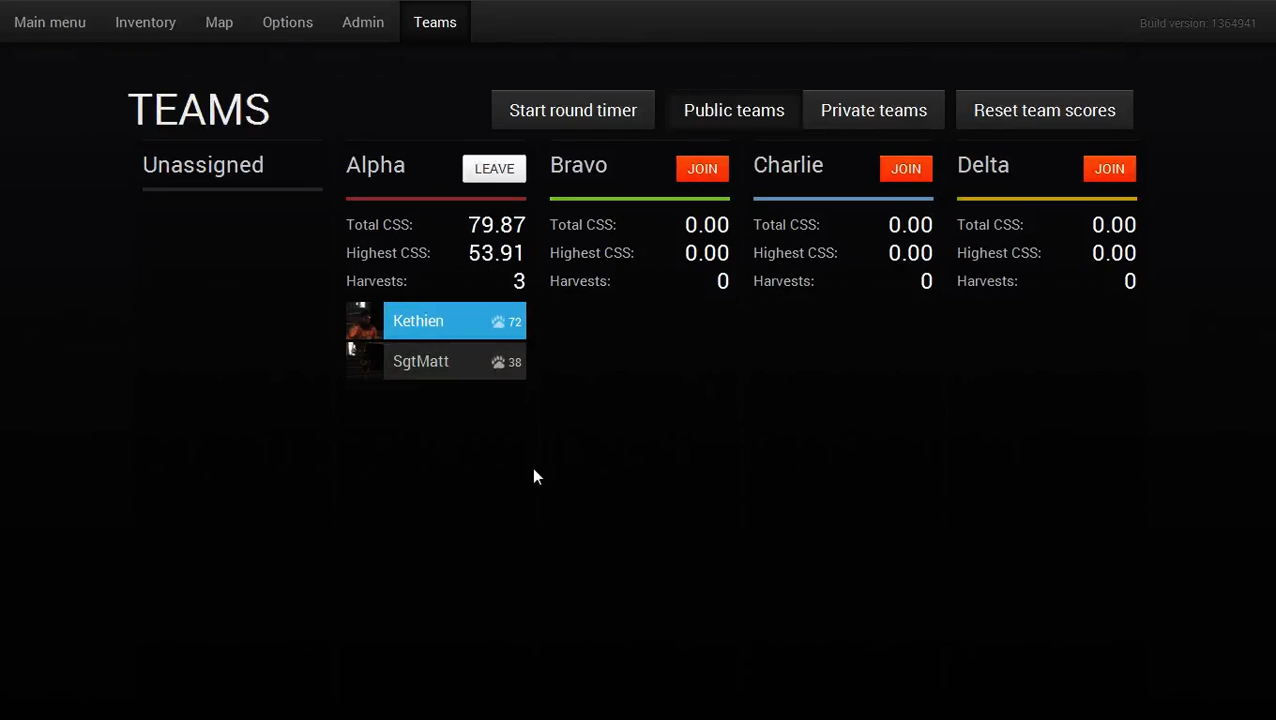 Main menu Inventory Map Options Admin Teams Build version: 1364941
TEAMS Start round timer Public teams Private teams Reset team scores
Unassigned Alpha LEAVE Bravo JOIN Charlie JOIN Delta JOIN
Total CSS: 79.87 Total CSS: 0.00 Total CSS: 0.00 Total CSS: 0.00
Highest CSS: 53.91 Highest CSS: 0.00 Highest CSS: 0.00 Highest CSS: 0.00
Harvests: 3 Harvests: 0 Harvests: 0 Harvests: 0
Kethien 72
SgtMatt 38